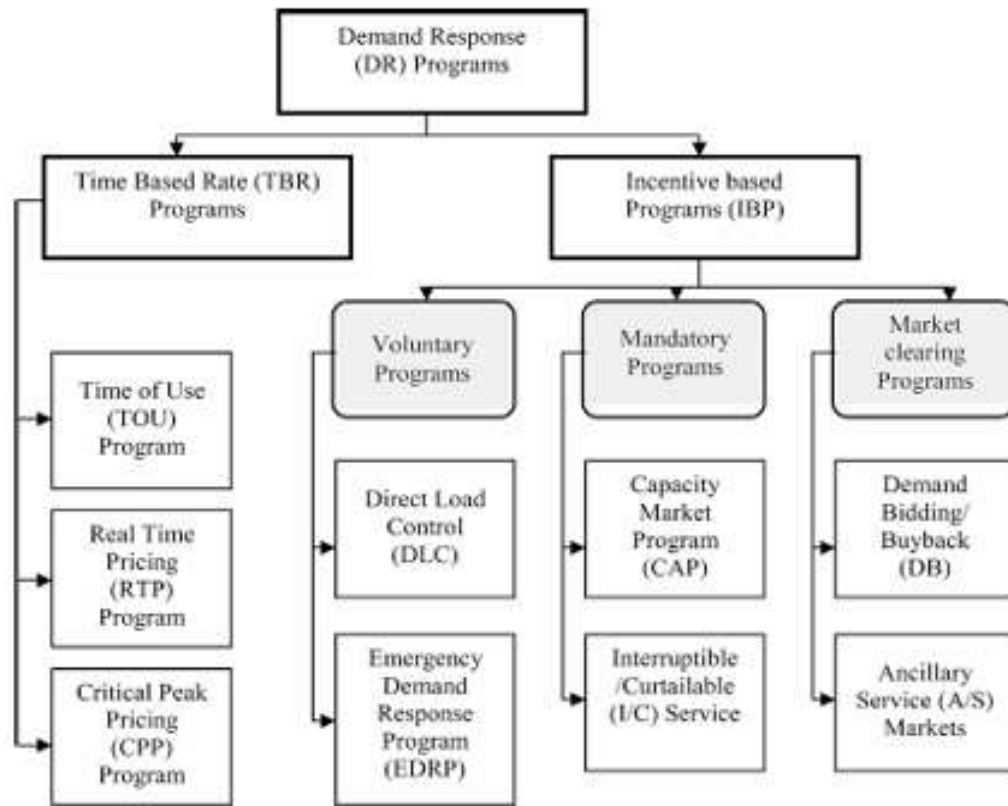 Demand Response
(DR) Programs
Time Based Rate (TBR)
Programs
Incentive based
Programs (IBP)
Voluntary
Programs
Mandatory
Programs
Market
clearing
Programs
Time of Use
(TOU)
Program
Real Time
Pricing
(RTP)
Program
Critical Peak
Pricing
(CPP)
Program
Direct Load
Control
(DLC)
Emergency
Demand
Response
Program
(EDRP)
Capacity
Market
Program
(CAP)
Interruptible
/Curtailable
(I/C) Service
Demand
Bidding/
Buyback
(DB)
Ancillary
Service (A/S)
Markets